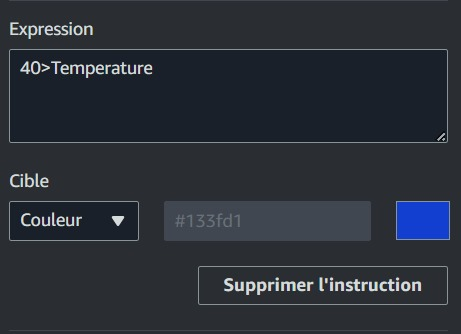 Expression
40>Temperature
Cible
Couleur
#133fd1
Supprimer l'instruction